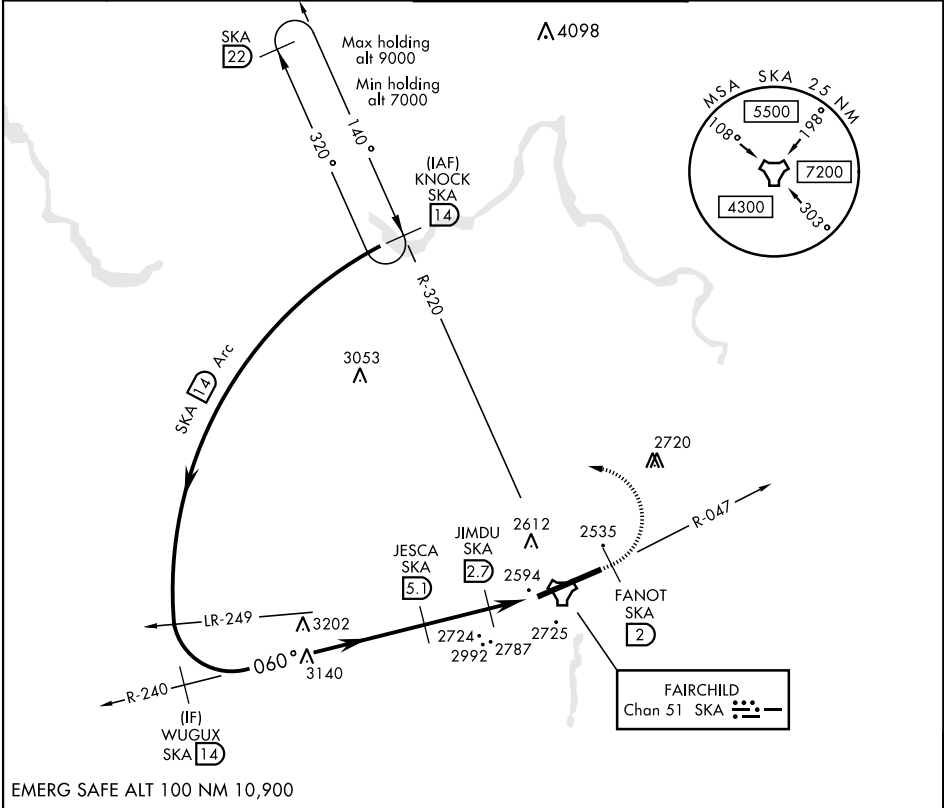 SKA
22
Max holding
alt 9000
Min holding
alt 7000
4098
MSA SKA 25 NM
5500
108°
198°
7200
4300
303°
320°
140°
(IAF)
KNOCK
SKA
14
R-320
SKA 14 Arc
3053
2720
R-047
2612
2535
JIMDU
SKA
2.7
JESCA
SKA
5.1
2594
FANOT
SKA
2
LR-249
3202
2724
2992
2787
2725
060°
3140
R-240
(IF)
WUGUX
SKA 14
FAIRCHILD
Chan 51 SKA
EMERG SAFE ALT 100 NM 10,900